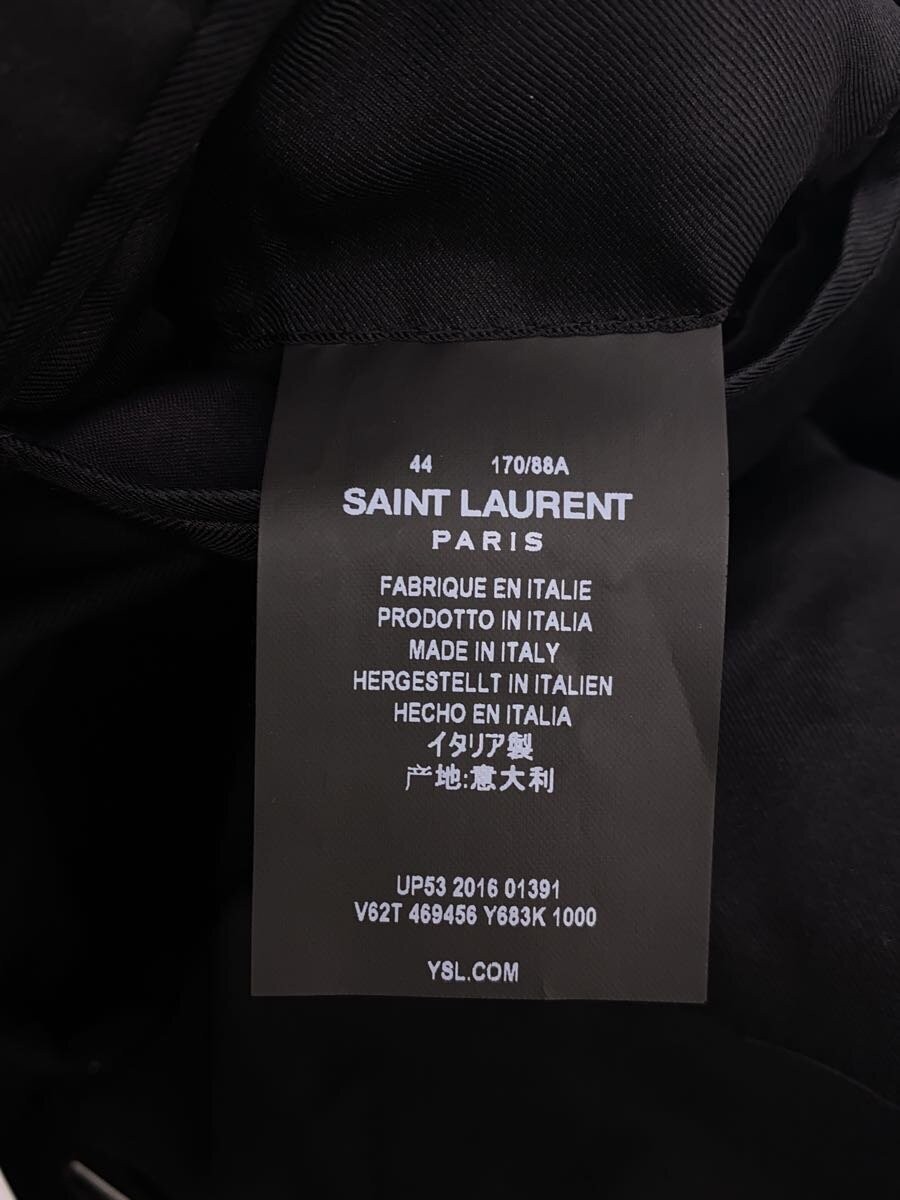 44 170/88A
SAINT LAURENT
PARIS
FABRIQUE EN ITALIE
PRODOTTO IN ITALIA
MADE IN ITALY
HERGESTELLT IN ITALIEN
HECHO EN ITALIA
イタリア製
产地:意大利
UP53 2016 01391
V62T 469456 Y683K 1000
YSL.COM